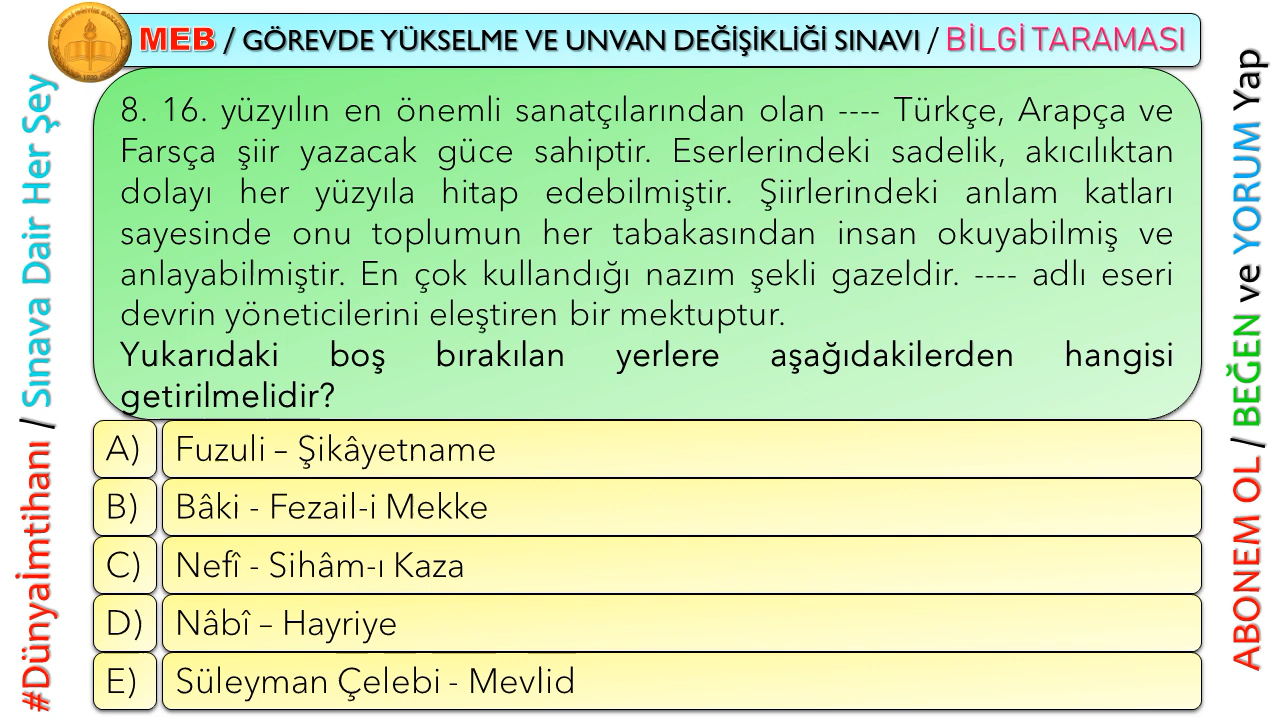 MEB / GÖREVDE YÜKSELME VE UNVAN DEĞİŞİKLİĞİ SINAVI / BİLGİ TARAMASI
8. 16. yüzyılın en önemli sanatçılarından olan ---- Türkçe, Arapça ve
Farsça şiir yazacak güce sahiptir. Eserlerindeki sadelik, akıcılıktan
dolayı her yüzyıla hitap edebilmiştir. Şiirlerindeki anlam katları
sayesinde onu toplumun her tabakasından insan okuyabilmiş ve
anlayabilmiştir. En çok kullandığı nazım şekli gazeldir. ---- adlı eseri
devrin yöneticilerini eleştiren bir mektuptur.
Yukarıdaki boş bırakılan yerlere aşağıdakilerden hangisi
getirilmelidir?
A) Fuzuli – Şikâyetname
B) Bâki - Fezail-i Mekke
C) Nefî - Sihâm-ı Kaza
D) Nâbî – Hayriye
E) Süleyman Çelebi - Mevlid
#Dünyaİmtihanı / Sınava Dair Her Şey
ABONEM OL / BEĞEN ve YORUM Yap